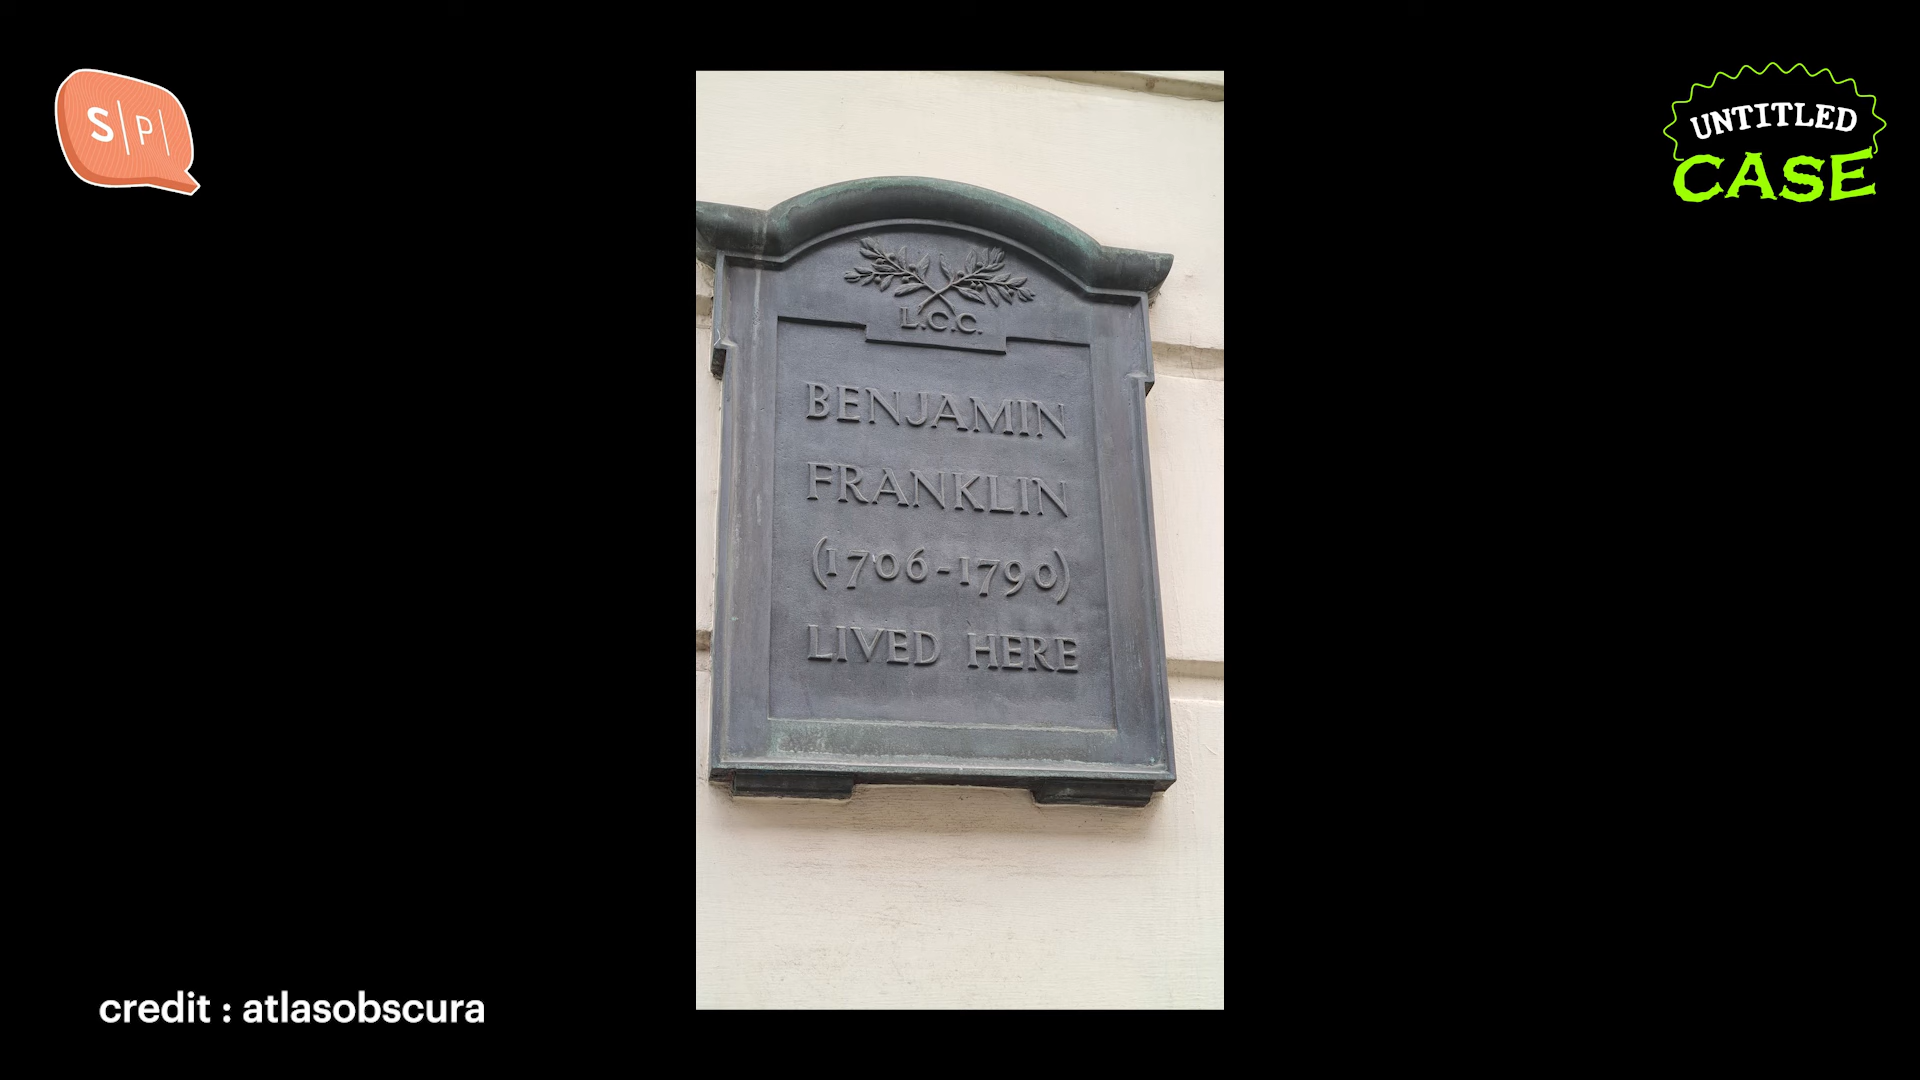 S|P|
UNTITLED
CASE
L.C.C.
BENJAMIN
FRANKLIN
(1706-1790)
LIVED HERE
credit : atlasobscura